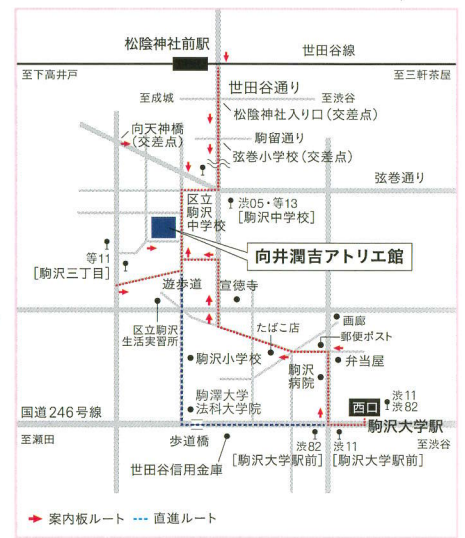 松陰神社前駅
世田谷線
至下高井戸
至三軒茶屋
世田谷通り
至成城
至渋谷
松陰神社入り口(交差点)
向天神橋
(交差点)
駒留通り
弦巻小学校(交差点)
弦巻通り
区立
駒沢
中学校
渋05・等13
[駒沢中学校]
向井潤吉アトリエ館
等11
[駒沢三丁目]
遊歩道
宣徳寺
区立駒沢
生活実習所
たばこ店
画廊
郵便ポスト
駒沢小学校
弁当屋
駒沢
病院
駒澤大学
法科大学院
西口
渋11
渋82
国道246号線
駒沢大学駅
至瀬田
歩道橋
至渋谷
世田谷信用金庫
渋82
[駒沢大学駅前]
渋11
[駒沢大学駅前]
案内板ルート
直進ルート